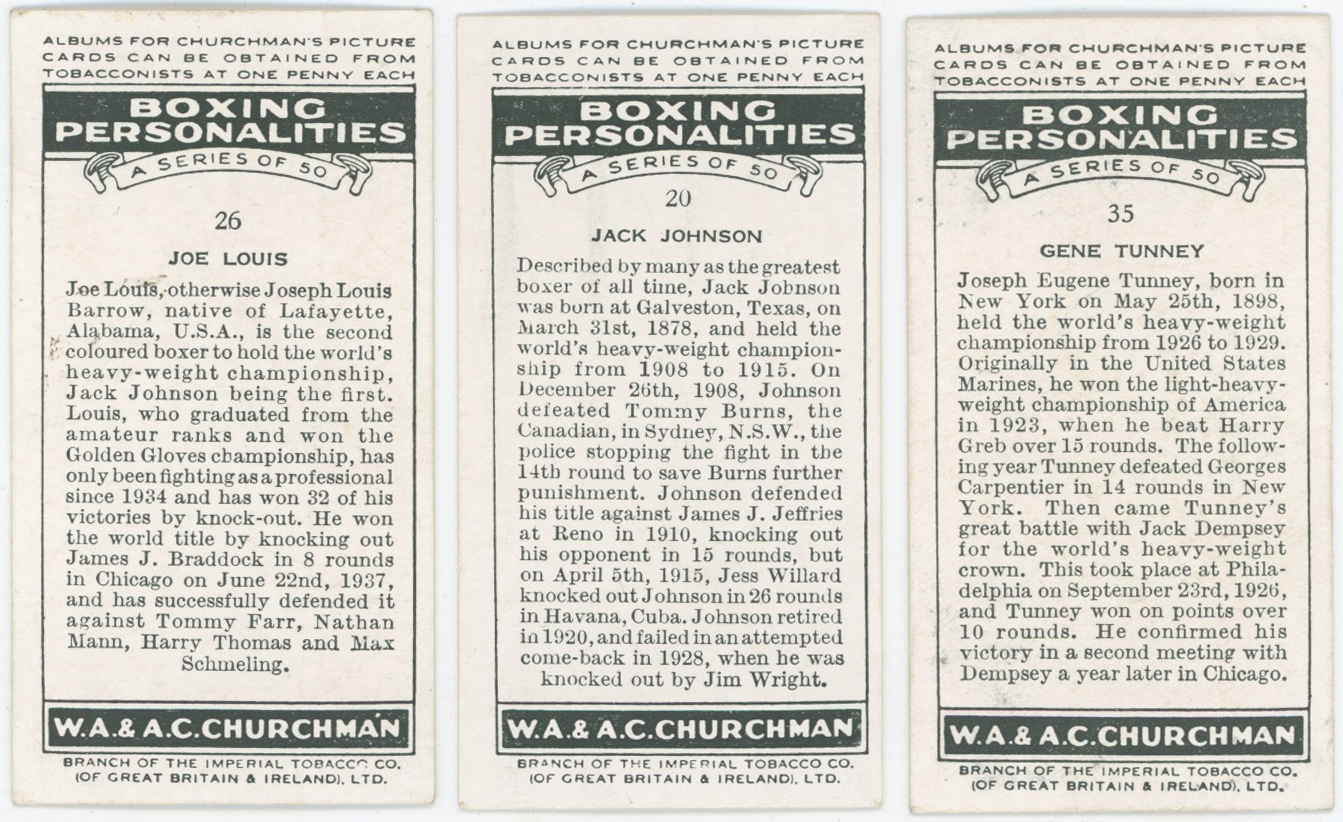 ALBUMS FOR CHURCHMAN'S PICTURE
CARDS CAN BE OBTAINED FROM
TOBACCONISTS AT ONE PENNY EACH
BOXING
PERSONALITIES
A SERIES OF 50
26
JOE LOUIS
Joe Louis, otherwise Joseph Louis
Barrow, native of Lafayette,
Alabama, U.S.A., is the second
coloured boxer to hold the world's
heavy-weight championship,
Jack Johnson being the first.
Louis, who graduated from the
amateur ranks and won the
Golden Gloves championship, has
only been fighting as a professional
since 1934 and has won 32 of his
victories by knock-out. He won
the world title by knocking out
James J. Braddock in 8 rounds
in Chicago on June 22nd, 1937,
and has successfully defended it
against Tommy Farr, Nathan
Mann, Harry Thomas and Max
Schmeling.
W.A. & A.C. CHURCHMAN
BRANCH OF THE IMPERIAL TOBACCO CO.
(OF GREAT BRITAIN & IRELAND), LTD.
ALBUMS FOR CHURCHMAN'S PICTURE
CARDS CAN BE OBTAINED FROM
TOBACCONISTS AT ONE PENNY EACH
BOXING
PERSONALITIES
A SERIES OF 50
20
JACK JOHNSON
Described by many as the greatest
boxer of all time, Jack Johnson
was born at Galveston, Texas, on
March 31st, 1878, and held the
world's heavy-weight champion-
ship from 1908 to 1915. On
December 26th, 1908, Johnson
defeated Tommy Burns, the
Canadian, in Sydney, N.S.W., the
police stopping the fight in the
14th round to save Burns further
punishment. Johnson defended
his title against James J. Jeffries
at Reno in 1910, knocking out
his opponent in 15 rounds, but
on April 5th, 1915, Jess Willard
knocked out Johnson in 26 rounds
in Havana, Cuba. Johnson retired
in 1920, and failed in an attempted
come-back in 1928, when he was
knocked out by Jim Wright.
W.A. & A.C. CHURCHMAN
BRANCH OF THE IMPERIAL TOBACCO CO.
(OF GREAT BRITAIN & IRELAND), LTD.
ALBUMS FOR CHURCHMAN'S PICTURE
CARDS CAN BE OBTAINED FROM
TOBACCONISTS AT ONE PENNY EACH
BOXING
PERSONALITIES
A SERIES OF 50
35
GENE TUNNEY
Joseph Eugene Tunney, born in
New York on May 25th, 1898,
held the world's heavy-weight
championship from 1926 to 1929.
Originally in the United States
Marines, he won the light-heavy-
weight championship of America
in 1923, when he beat Harry
Greb over 15 rounds. The follow-
ing year Tunney defeated Georges
Carpentier in 14 rounds in New
York. Then came Tunney's
great battle with Jack Dempsey
for the world's heavy-weight
crown. This took place at Phila-
delphia on September 23rd, 1926,
and Tunney won on points over
10 rounds. He confirmed his
victory in a second meeting with
Dempsey a year later in Chicago.
W.A. & A.C. CHURCHMAN
BRANCH OF THE IMPERIAL TOBACCO CO.
(OF GREAT BRITAIN & IRELAND), LTD.